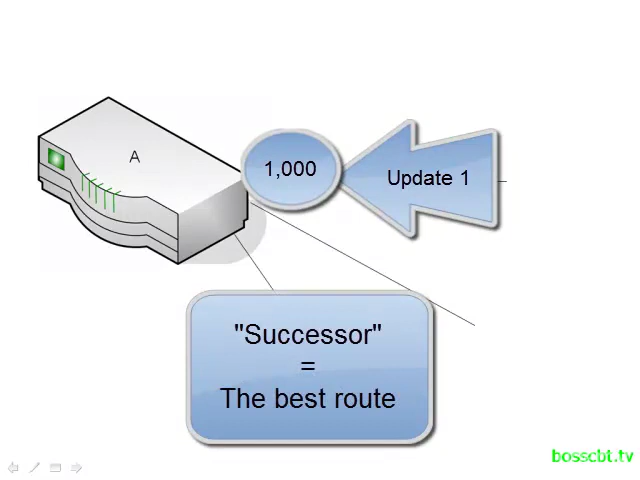 A
1,000
Update 1
"Successor"
=
The best route
bosscbt.tv